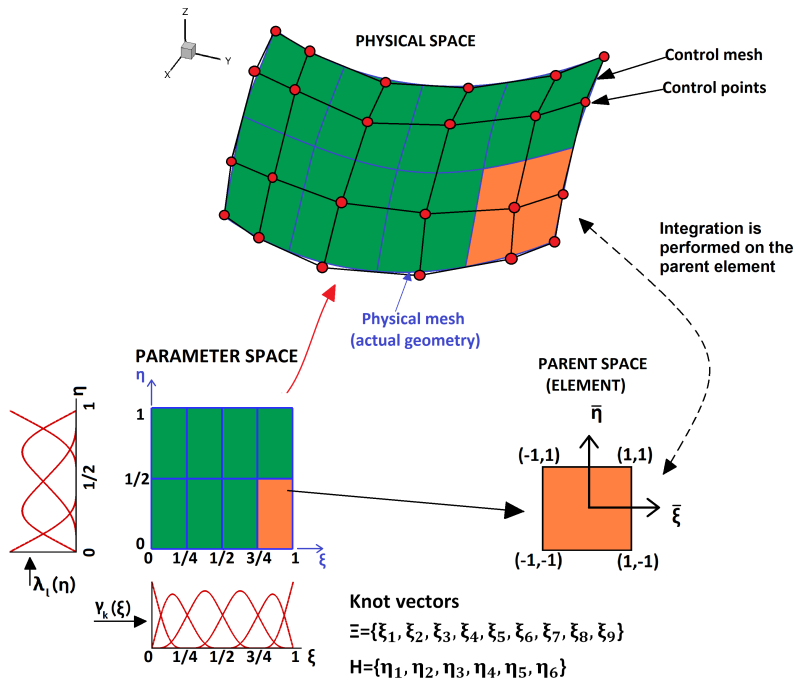 Z
Y
X
PHYSICAL SPACE
Control mesh
Control points
Integration is
performed on the
parent element
Physical mesh
(actual geometry)
PARAMETER SPACE
η
1
1/2
0
0 1/4 1/2 3/4 1
ξ
η
1
1/2
0
λₗ(η)
γₖ(ξ)
0 1/4 1/2 3/4 1 ξ
PARENT SPACE
(ELEMENT)
η̅
(-1,1) (1,1)
ξ̅
(-1,-1) (1,-1)
Knot vectors
Ξ={ξ₁, ξ₂, ξ₃, ξ₄, ξ₅, ξ₆, ξ₇, ξ₈, ξ₉}
H={η₁, η₂, η₃, η₄, η₅, η₆}